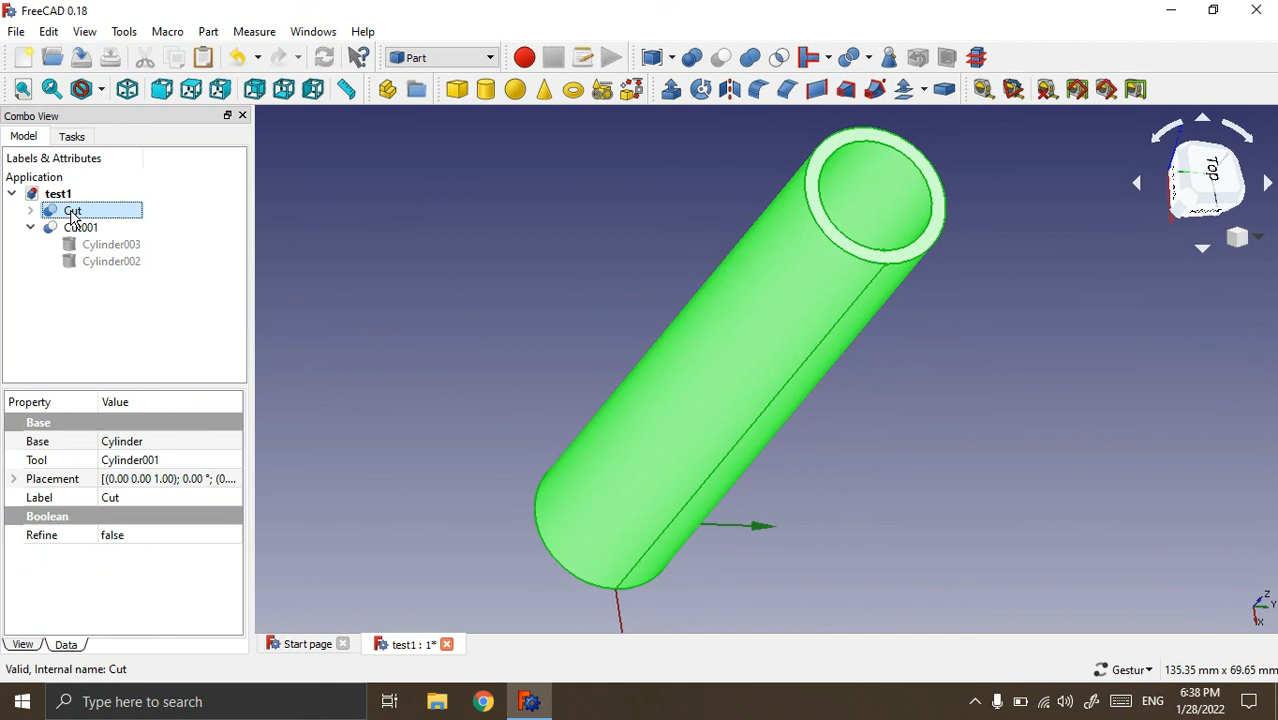 FreeCAD 0.18
File Edit View Tools Macro Part Measure Windows Help
Part
Combo View
Model Tasks
Labels & Attributes
Application
test1
Cut
Cut001
Cylinder003
Cylinder002
Top
Z
Property Value
Base
Base Cylinder
Tool Cylinder001
Placement [(0.00 0.00 1.00); 0.00 °; (0....
Label Cut
Boolean
Refine false
Z
Y
X
View Data
Start page test1 : 1*
Valid, Internal name: Cut
Gestur 135.35 mm x 69.65 mm
Type here to search
ENG
6:38 PM
1/28/2022